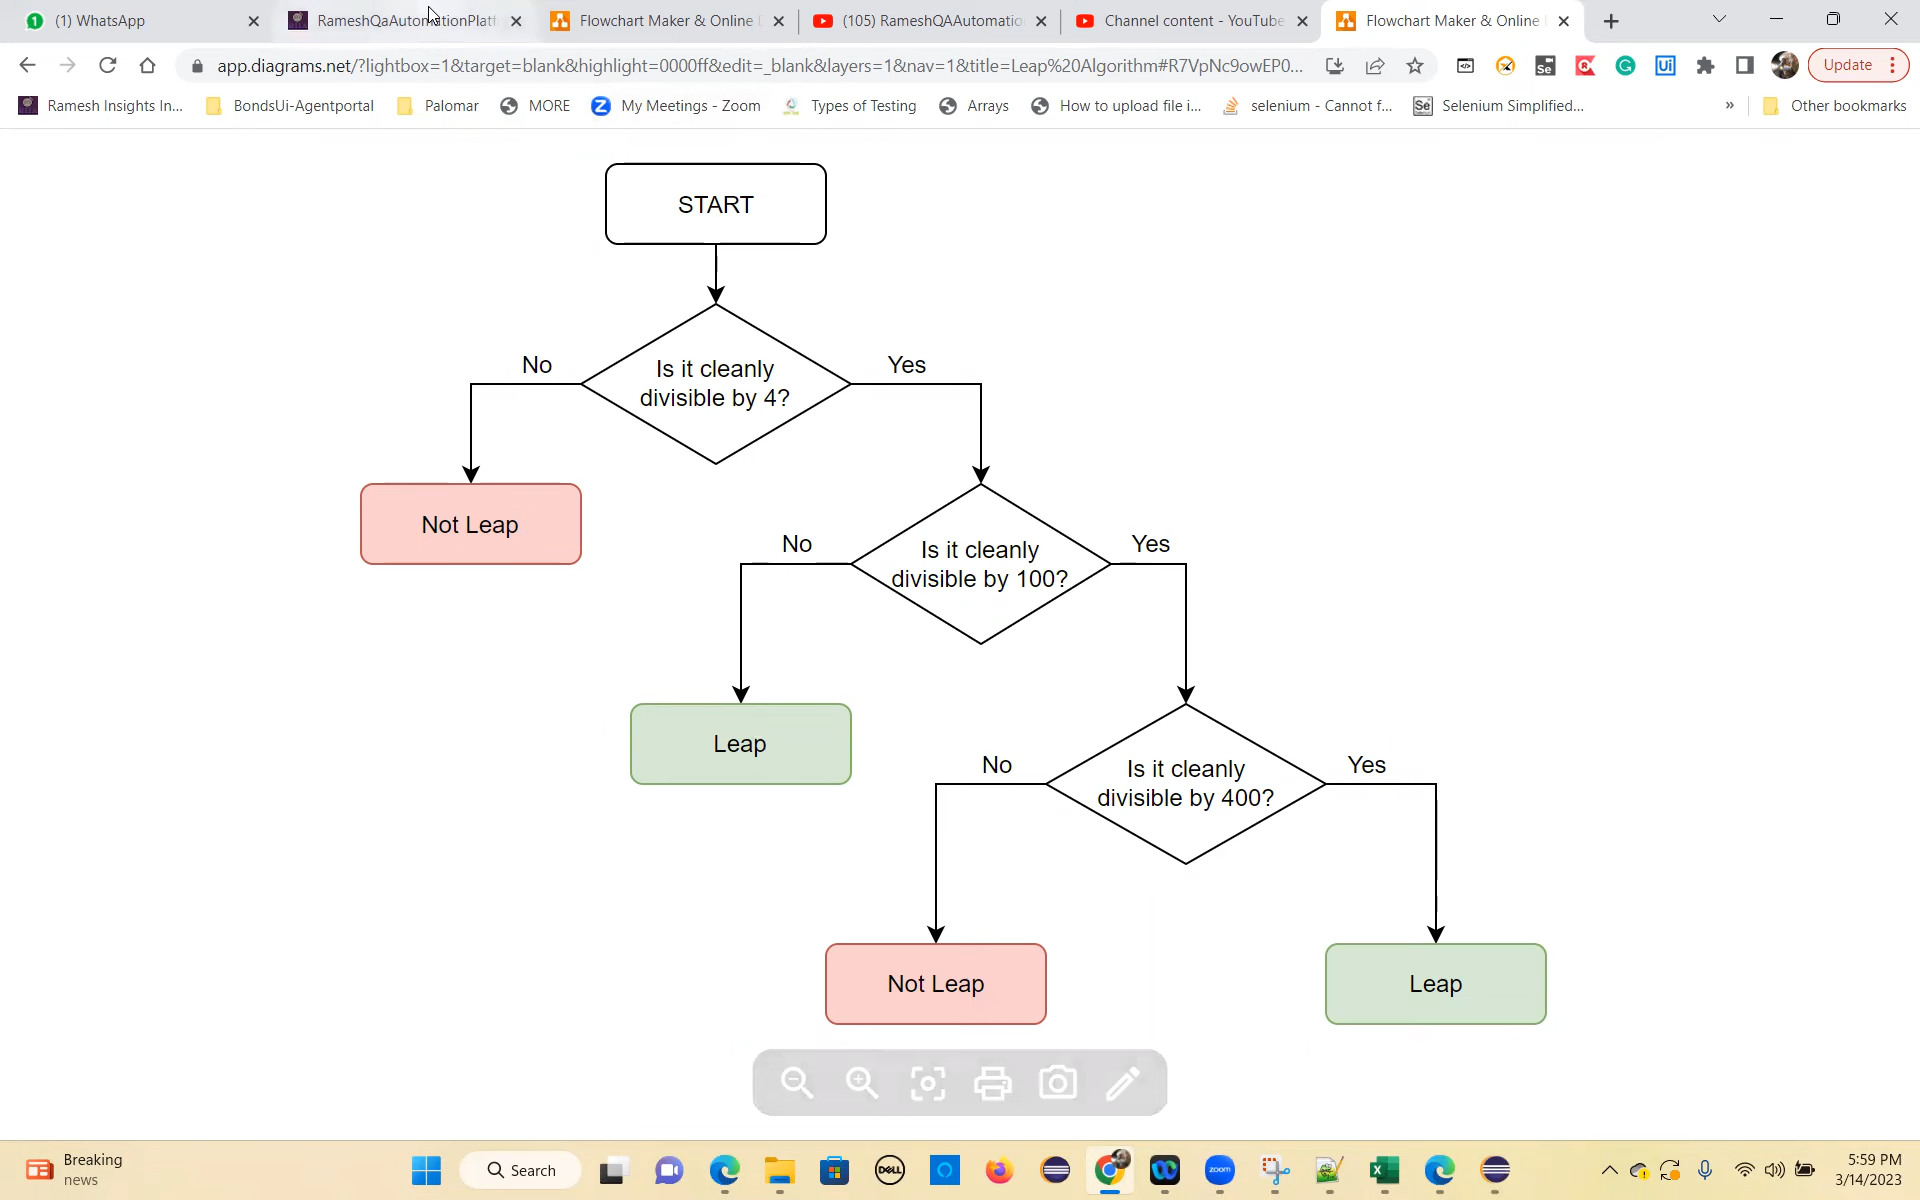 (1) WhatsApp
RameshQaAutomationPlatf
Flowchart Maker & Online D
(105) RameshQAAutomatio
Channel content - YouTube
Flowchart Maker & Online
app.diagrams.net/?lightbox=1&target=blank&highlight=0000ff&edit=_blank&layers=1&nav=1&title=Leap%20Algorithm#R7VpNc9owEP0...
Update
Ramesh Insights In...
BondsUi-Agentportal
Palomar
MORE
My Meetings - Zoom
Types of Testing
Arrays
How to upload file i...
selenium - Cannot f...
Selenium Simplified...
»
Other bookmarks
START
No
Is it cleanly
divisible by 4?
Yes
Not Leap
No
Is it cleanly
divisible by 100?
Yes
Leap
No
Is it cleanly
divisible by 400?
Yes
Not Leap
Leap
Breaking
news
Search
DELL
zoom
5:59 PM
3/14/2023